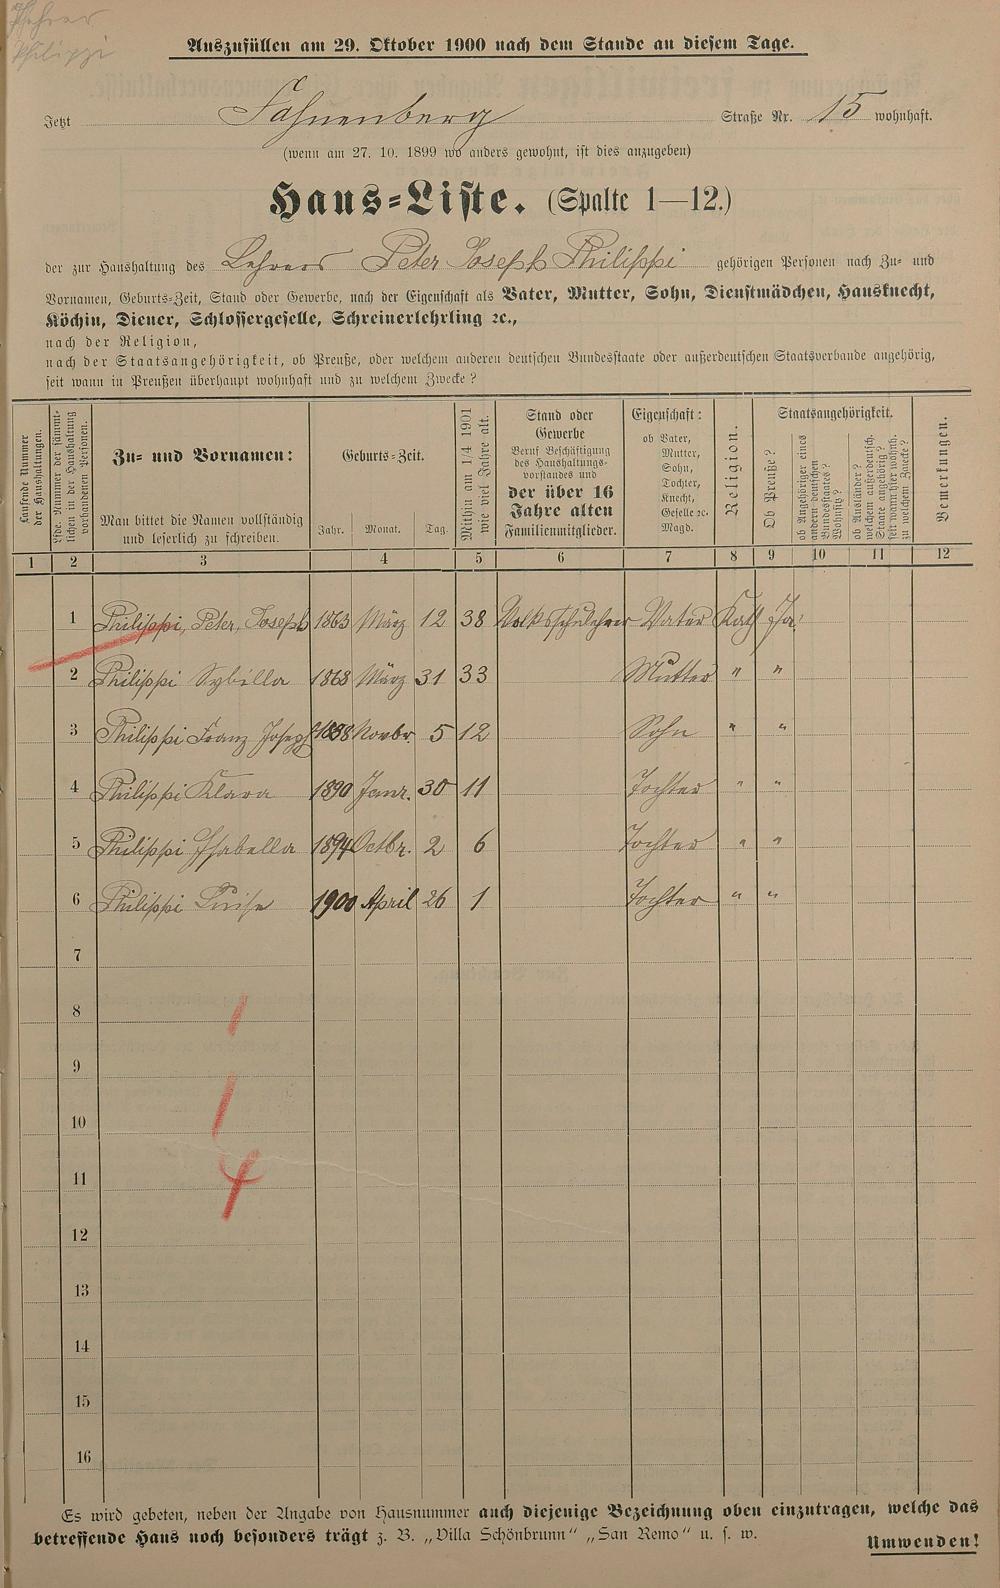 Lehrer
Philippi
Auszufüllen am 29. Oktober 1900 nach dem Stande an diesem Tage.
Jetzt Fahnenberg Straße Nr. 15 wohnhaft.
(wenn am 27. 10. 1899 wo anders gewohnt, ist dies anzugeben)
Haus-Liste. (Spalte 1—12.)
der zur Haushaltung des Lehrers Peter Joseph Philippi gehörigen Personen nach Zu- und
Vornamen, Geburts-Zeit, Stand oder Gewerbe, nach der Eigenschaft als Vater, Mutter, Sohn, Dienstmädchen, Hausknecht,
Köchin, Diener, Schlossergeselle, Schreinerlehrling ꝛc.,
nach der Religion,
nach der Staatsangehörigkeit, ob Preuße, oder welchem anderen deutschen Bundesstaate oder außerdeutschen Staatsverbande angehörig,
seit wann in Preußen überhaupt wohnhaft und zu welchem Zwecke?
Laufende Nummer
der Haushaltungen.
Lfde. Nummer der sämmt-
lichen in der Haushaltung
vorhandenen Personen.
Zu- und Vornamen:
Man bittet die Namen vollständig
und leserlich zu schreiben.
Geburts-Zeit.
Jahr. Monat. Tag.
Mithin am 1/4 1901
wie viel Jahre alt.
Stand oder
Gewerbe
Beruf Beschäftigung
des Haushaltungs-
vorstandes und
der über 16
Jahre alten
Familienmitglieder.
Eigenschaft:
ob Vater,
Mutter,
Sohn,
Tochter,
Knecht,
Geselle ꝛc.
Magd.
Religion.
Staatsangehörigkeit.
Ob Preuße?
ob Angehöriger eines
andern deutschen
Bundesstaates?
Wohnsitz?
ob Ausländer?
welchem außerdeutsch.
Staate angehörig?
seit wann hier wohnh.
zu welchem Zwecke?
Bemerkungen.
1 2 3 4 5 6 7 8 9 10 11 12
1 Philippi, Peter, Joseph 1863 März 12 38 Volksschullehrer Vater Kath Ja
2 Philippi Sybilla 1868 März 31 33 Mutter " "
3 Philippi Franz Joseph 1888 Novbr. 5 12 Sohn " "
4 Philippi Klara 1890 Janr. 30 11 Tochter " "
5 Philippi Isabella 1894 Octbr. 2 6 Tochter " "
6 Philippi Luise 1900 April 26 1 Tochter " "
7
8
9
10
11
12
13
14
15
16
Es wird gebeten, neben der Angabe von Hausnummer auch diejenige Bezeichnung oben einzutragen, welche das
betreffende Haus noch besonders trägt z. B. „Villa Schönbrunn" „San Remo" u. s. w.
Umwenden!